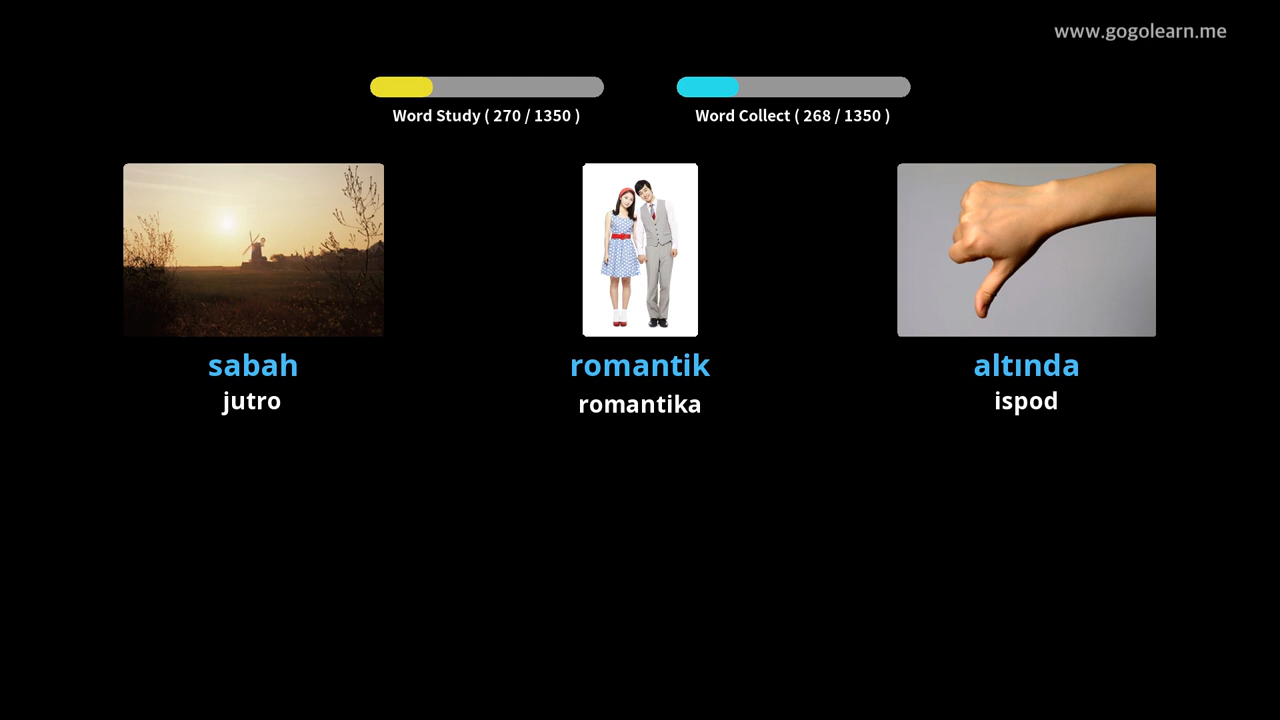 www.gogolearn.me
Word Study ( 270 / 1350 )
Word Collect ( 268 / 1350 )
sabah
jutro
romantik
romantika
altında
ispod